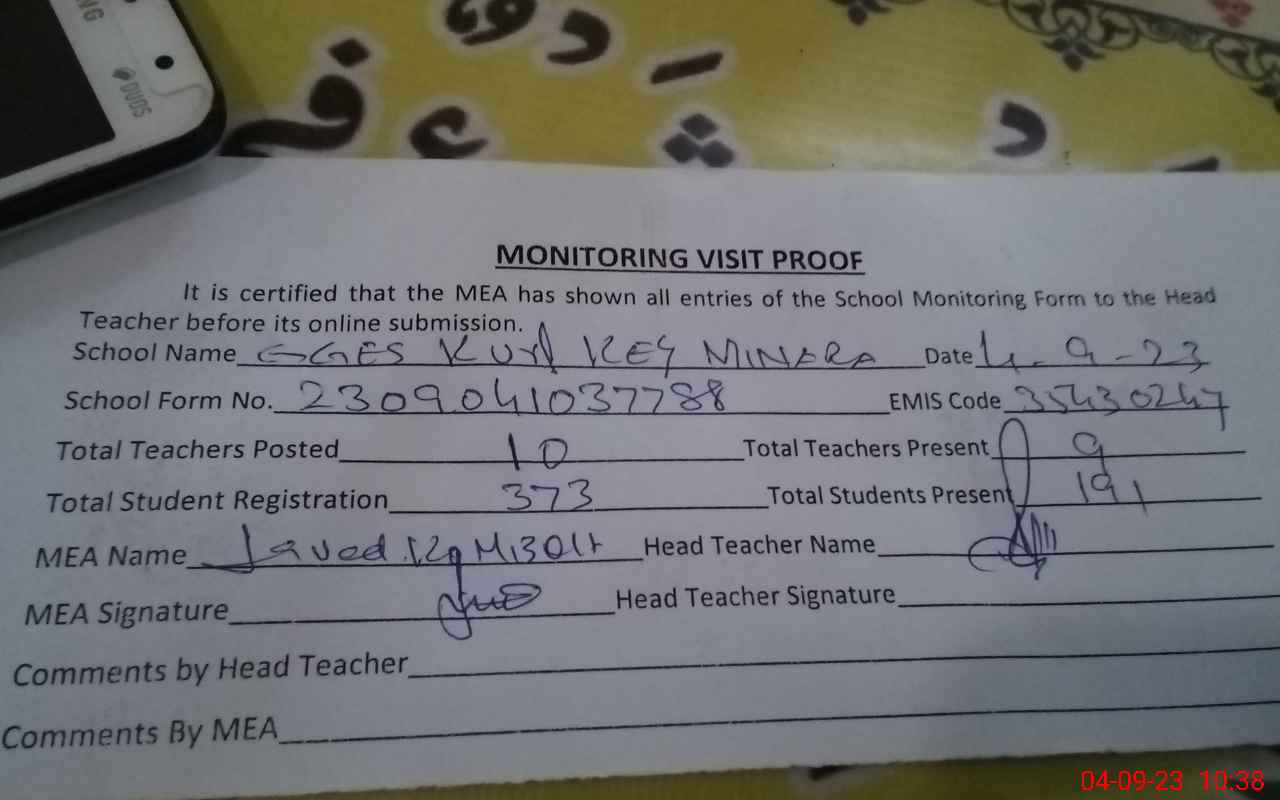 DUOS
MONITORING VISIT PROOF
It is certified that the MEA has shown all entries of the School Monitoring Form to the Head
Teacher before its online submission.
School Name GGES KEY MINARA Date 4-9-23
School Form No. 2309041037788 EMIS Code 35430247
Total Teachers Posted 10 Total Teachers Present 9
Total Student Registration 373 Total Students Present 191
MEA Name Javed Head Teacher Name
MEA Signature Head Teacher Signature
Comments by Head Teacher
Comments By MEA
04-09-23 10:38